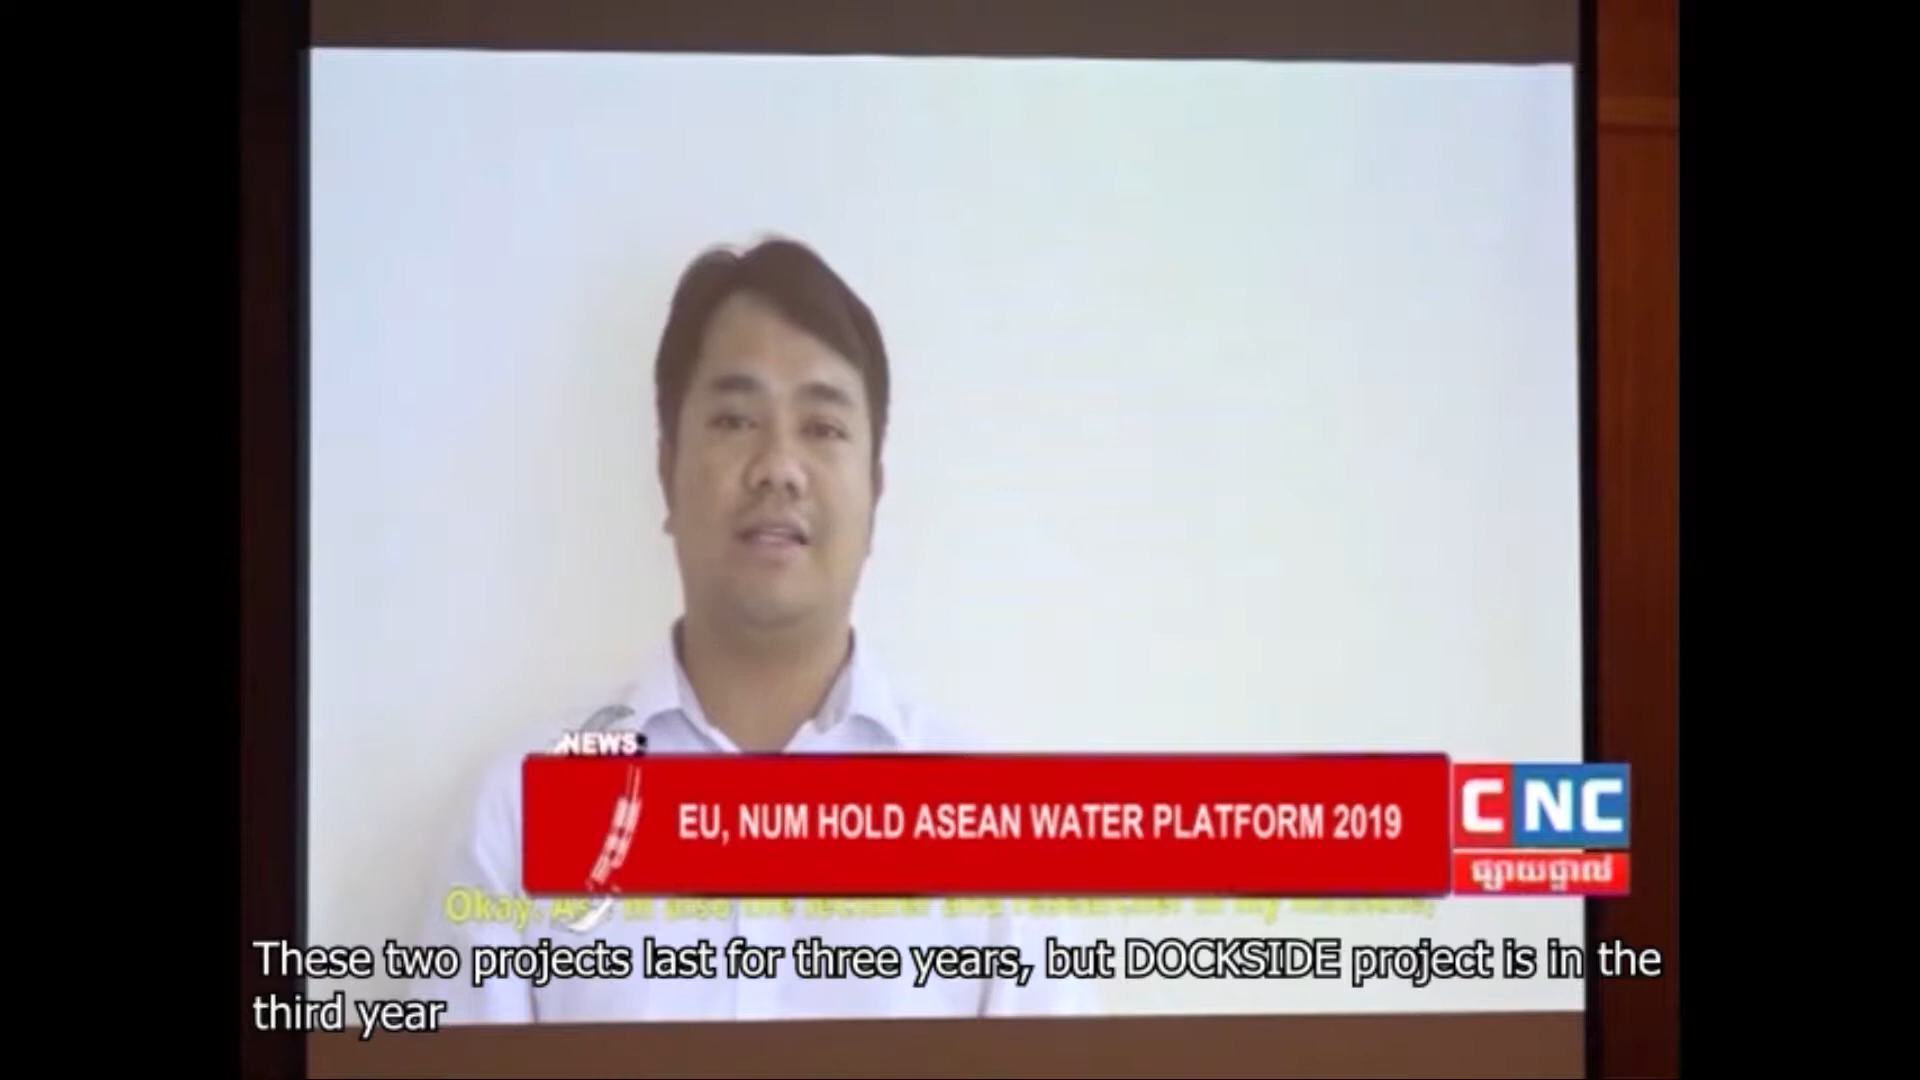 NEWS
EU, NUM HOLD ASEAN WATER PLATFORM 2019
CNC
ផ្សាយផ្ទាល់
Okay.
These two projects last for three years, but DOCKSIDE project is in the
third year